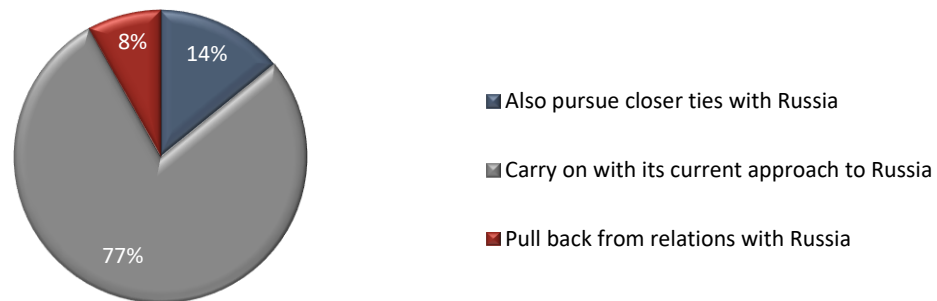 8%
14%
77%
Also pursue closer ties with Russia
Carry on with its current approach to Russia
Pull back from relations with Russia